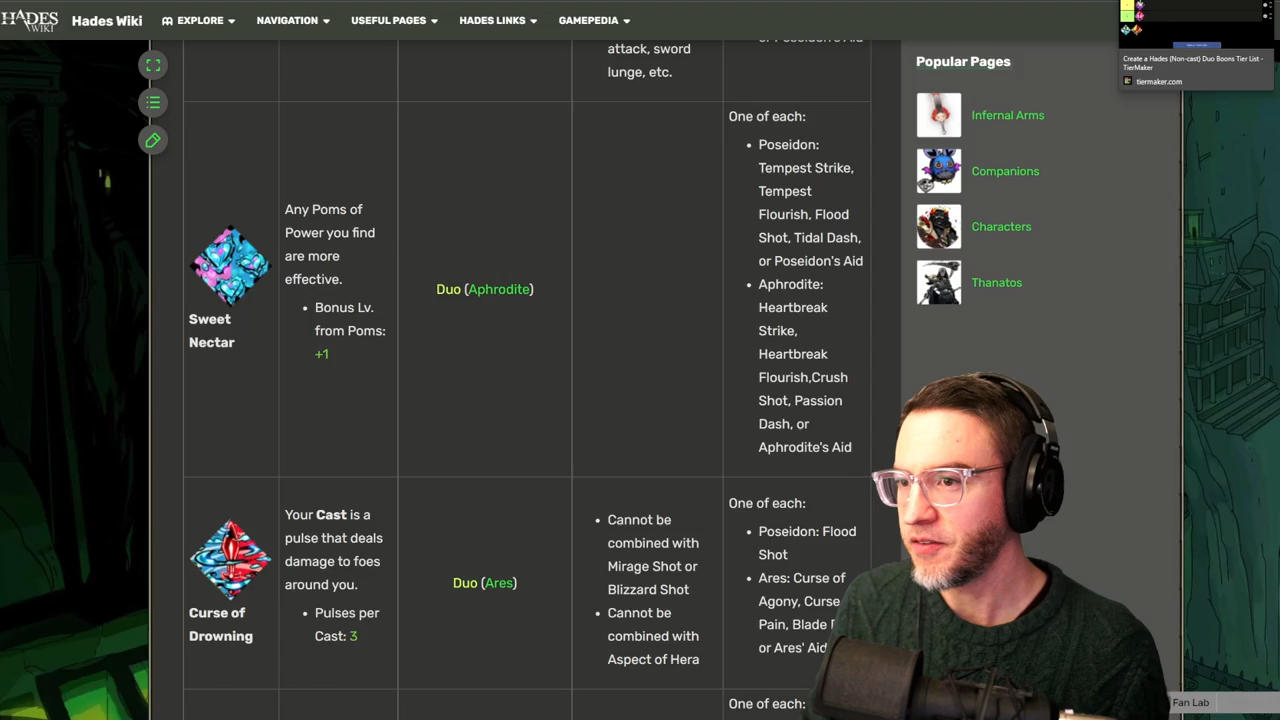 HADES
WIKI
Hades Wiki
EXPLORE
NAVIGATION
USEFUL PAGES
HADES LINKS
GAMEPEDIA
Create a Hades (Non-cast) Duo Boons Tier List -
TierMaker
tiermaker.com
attack, sword
lunge, etc.
or Poseidon's Aid
Sweet
Nectar
Any Poms of
Power you find
are more
effective.
Bonus Lv.
from Poms:
+1
Duo (Aphrodite)
One of each:
Poseidon:
Tempest Strike,
Tempest
Flourish, Flood
Shot, Tidal Dash,
or Poseidon's Aid
Aphrodite:
Heartbreak
Strike,
Heartbreak
Flourish,Crush
Shot, Passion
Dash, or
Aphrodite's Aid
Curse of
Drowning
Your Cast is a
pulse that deals
damage to foes
around you.
Pulses per
Cast: 3
Duo (Ares)
Cannot be
combined with
Mirage Shot or
Blizzard Shot
Cannot be
combined with
Aspect of Hera
One of each:
Poseidon: Flood
Shot
Ares: Curse of
Agony, Curse
Pain, Blade
or Ares' Aid
One of each:
Popular Pages
Infernal Arms
Companions
Characters
Thanatos
Fan Lab